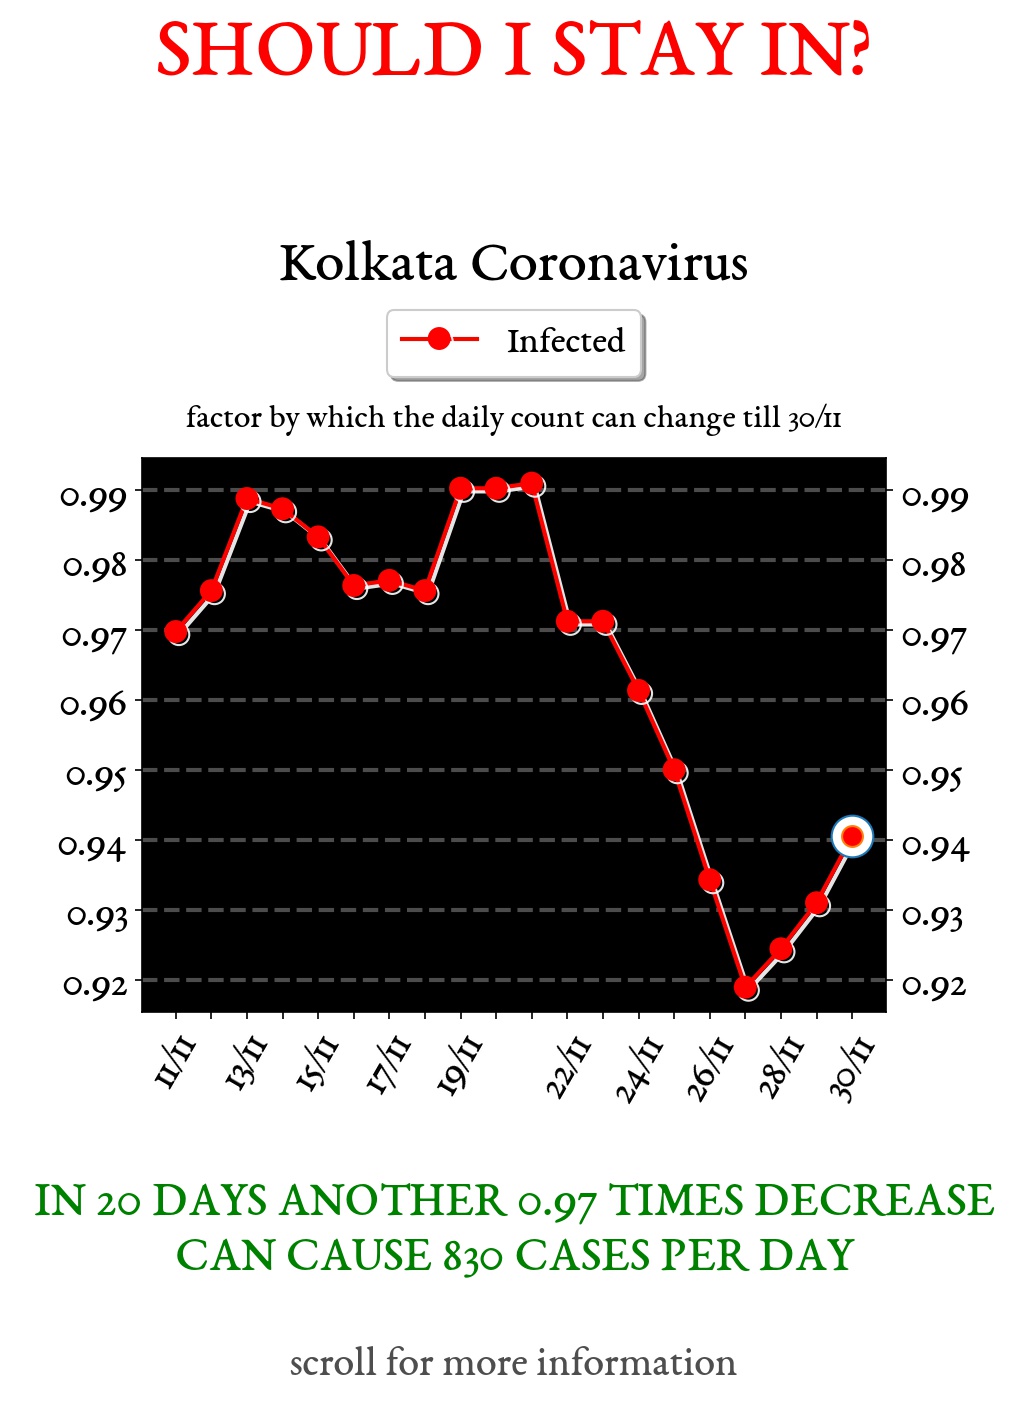 SHOULD I STAY IN?
Kolkata Coronavirus
Infected
factor by which the daily count can change till 30/11
0.99 0.99
0.98 0.98
0.97 0.97
0.96 0.96
0.95 0.95
0.94 0.94
0.93 0.93
0.92 0.92
11/11 13/11 15/11 17/11 19/11 22/11 24/11 26/11 28/11 30/11
IN 20 DAYS ANOTHER 0.97 TIMES DECREASE
CAN CAUSE 830 CASES PER DAY
scroll for more information